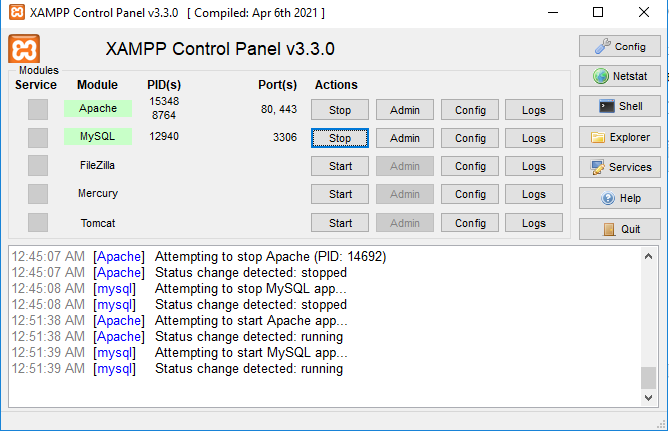 XAMPP Control Panel v3.3.0 [ Compiled: Apr 6th 2021 ]
XAMPP Control Panel v3.3.0
Config
Modules
Service Module PID(s) Port(s) Actions
Netstat
Apache 15348 8764 80, 443 Stop Admin Config Logs
Shell
MySQL 12940 3306 Stop Admin Config Logs
Explorer
FileZilla Start Admin Config Logs
Services
Mercury Start Admin Config Logs
Help
Tomcat Start Admin Config Logs
Quit
12:45:07 AM [Apache] Attempting to stop Apache (PID: 14692)
12:45:07 AM [Apache] Status change detected: stopped
12:45:08 AM [mysql] Attempting to stop MySQL app...
12:45:08 AM [mysql] Status change detected: stopped
12:51:38 AM [Apache] Attempting to start Apache app...
12:51:38 AM [Apache] Status change detected: running
12:51:39 AM [mysql] Attempting to start MySQL app...
12:51:39 AM [mysql] Status change detected: running